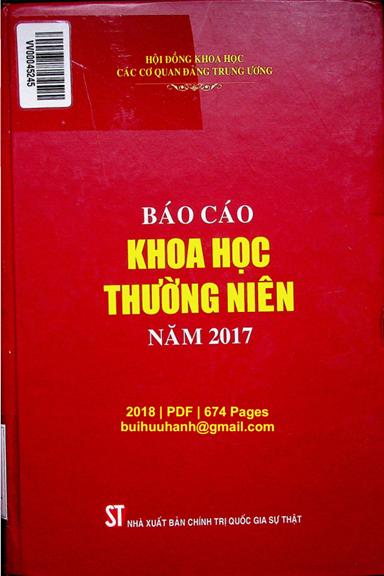 VV00045245
HỘI ĐỒNG KHOA HỌC
CÁC CƠ QUAN ĐẢNG TRUNG ƯƠNG
BÁO CÁO
KHOA HỌC
THƯỜNG NIÊN
NĂM 2017
2018 | PDF | 674 Pages
buihuuhanh@gmail.com
ST NHÀ XUẤT BẢN CHÍNH TRỊ QUỐC GIA SỰ THẬT